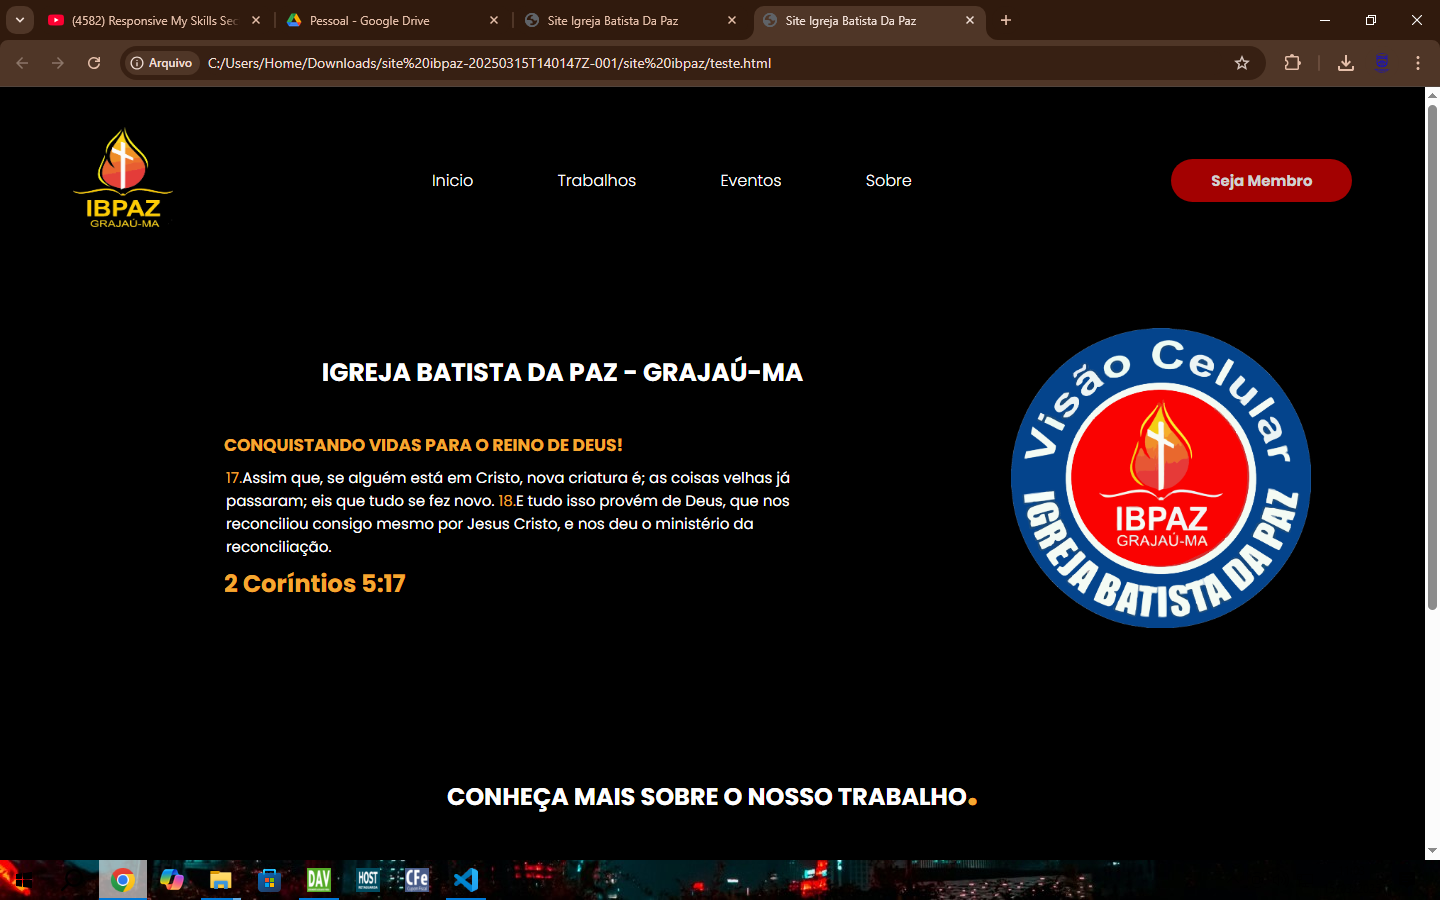 (4582) Responsive My Skills Sec
Pessoal - Google Drive
Site Igreja Batista Da Paz
Site Igreja Batista Da Paz
Arquivo
C:/Users/Home/Downloads/site%20ibpaz-20250315T140147Z-001/site%20ibpaz/teste.html
IBPAZ
GRAJAÚ-MA
Inicio
Trabalhos
Eventos
Sobre
Seja Membro
IGREJA BATISTA DA PAZ - GRAJAÚ-MA
CONQUISTANDO VIDAS PARA O REINO DE DEUS!
17.Assim que, se alguém está em Cristo, nova criatura é; as coisas velhas já
passaram; eis que tudo se fez novo. 18.E tudo isso provém de Deus, que nos
reconciliou consigo mesmo por Jesus Cristo, e nos deu o ministério da
reconciliação.
2 Coríntios 5:17
Visão Celular
IBPAZ
GRAJAÚ-MA
IGREJA BATISTA DA PAZ
CONHEÇA MAIS SOBRE O NOSSO TRABALHO.
DAV
HOST
CFe